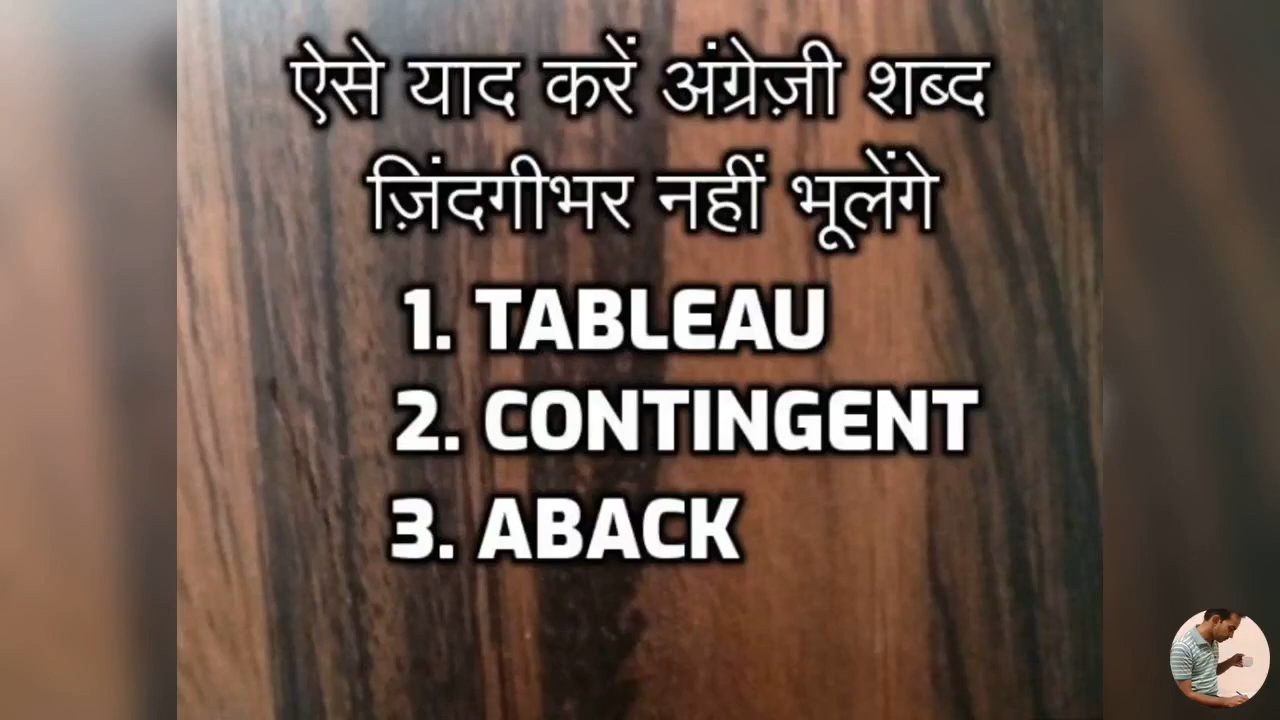 ऐसे याद करें अंग्रेज़ी शब्द
ज़िंदगीभर नहीं भूलेंगे
1. TABLEAU
2. CONTINGENT
3. ABACK